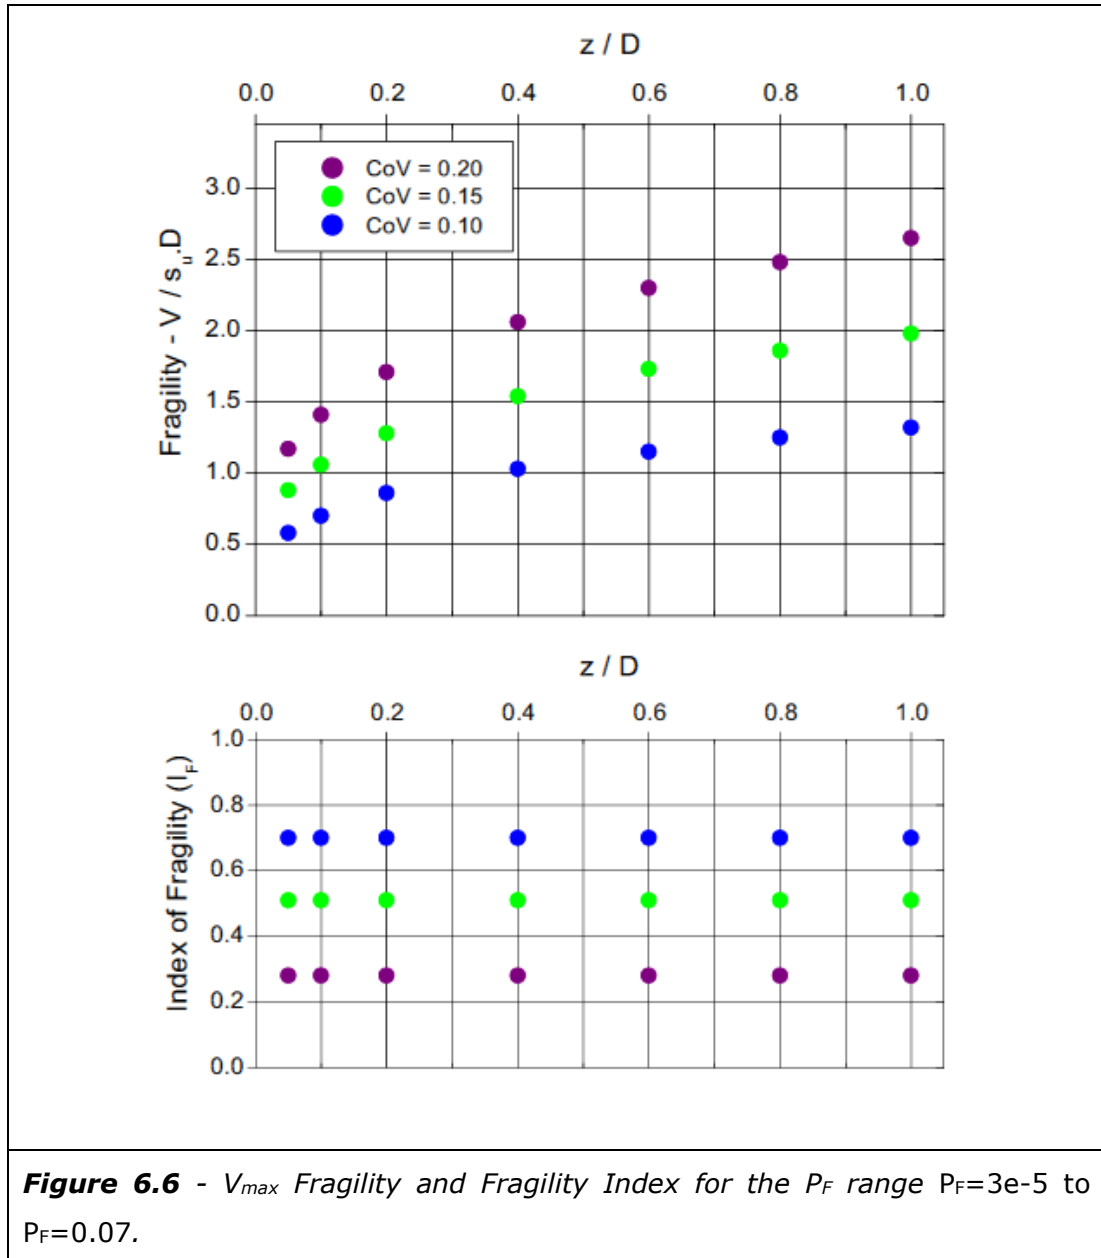 z / D
0.0 0.2 0.4 0.6 0.8 1.0
CoV = 0.20
CoV = 0.15
CoV = 0.10
Fragility - V / su.D
3.0
2.5
2.0
1.5
1.0
0.5
0.0
z / D
0.0 0.2 0.4 0.6 0.8 1.0
Index of Fragility (IF)
1.0
0.8
0.6
0.4
0.2
0.0
Figure 6.6 - Vmax Fragility and Fragility Index for the PF range PF=3e-5 to
PF=0.07.